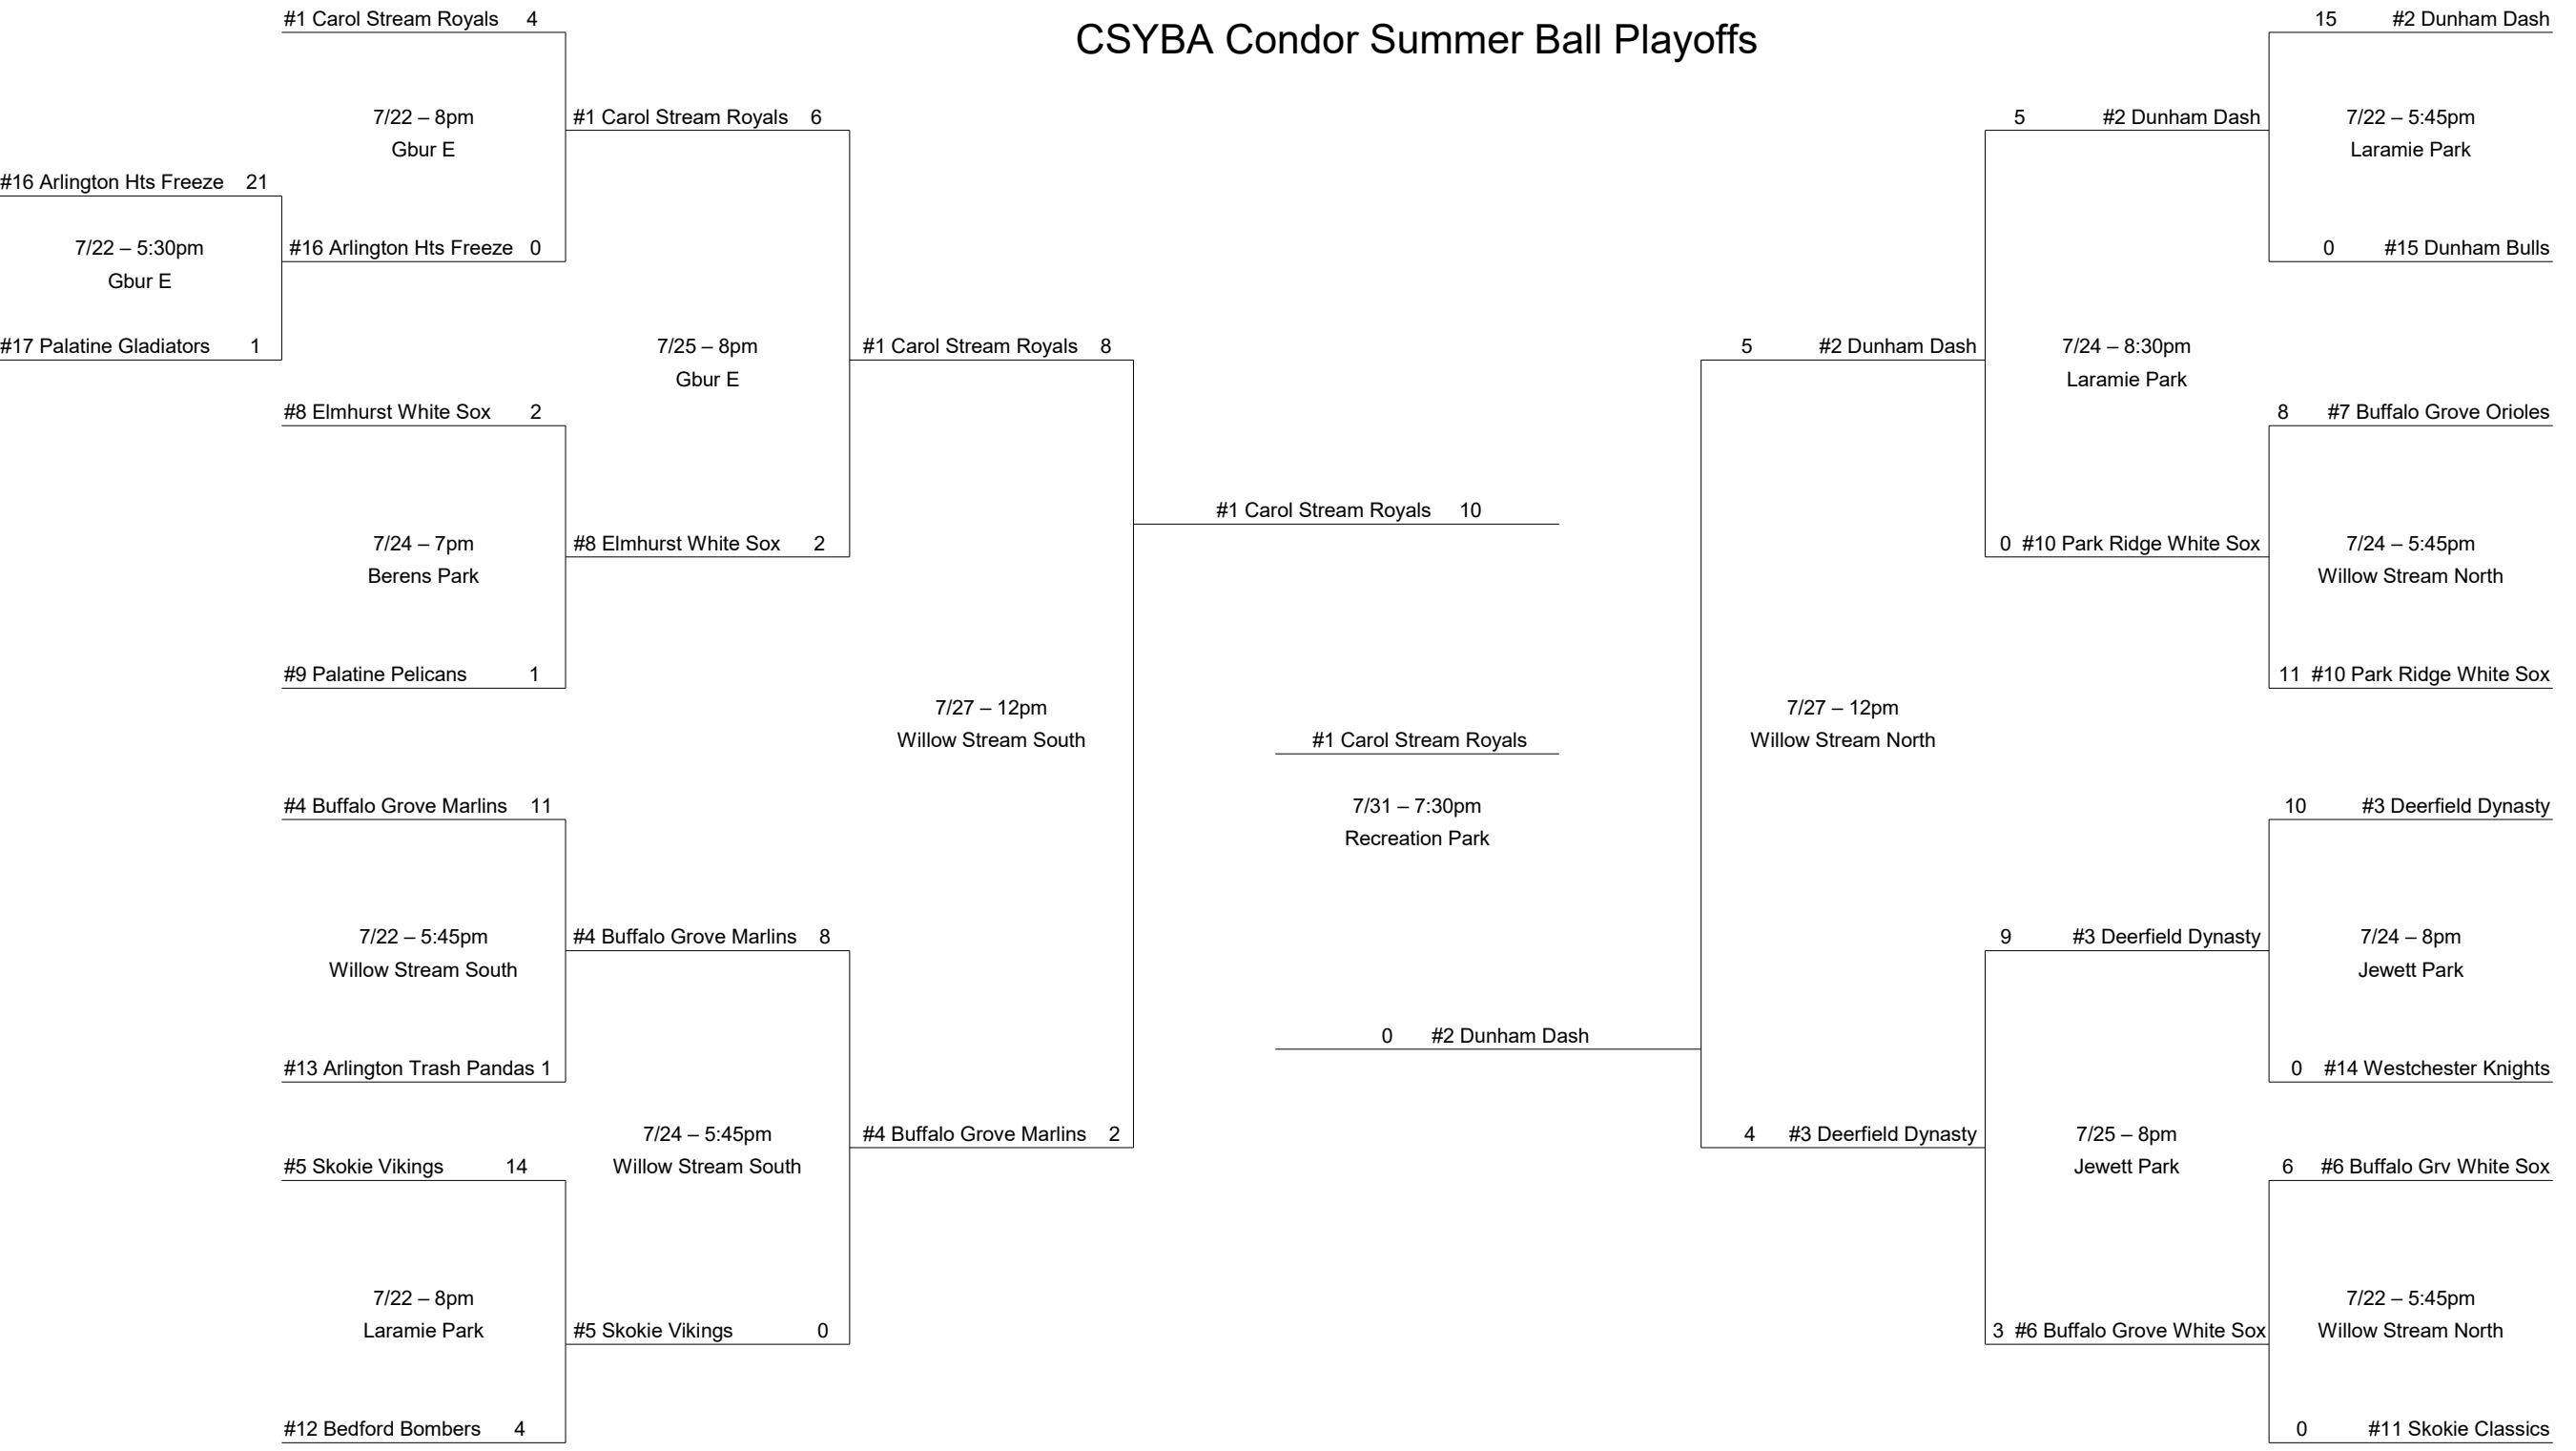 CSYBA Condor Summer Ball Playoffs
#16 Arlington Hts Freeze 21
7/22 – 5:30pm
Gbur E
#17 Palatine Gladiators 1
#1 Carol Stream Royals 4
7/22 – 8pm
Gbur E
#16 Arlington Hts Freeze 0
#8 Elmhurst White Sox 2
7/24 – 7pm
Berens Park
#9 Palatine Pelicans 1
#4 Buffalo Grove Marlins 11
7/22 – 5:45pm
Willow Stream South
#13 Arlington Trash Pandas 1
#5 Skokie Vikings 14
7/22 – 8pm
Laramie Park
#12 Bedford Bombers 4
#1 Carol Stream Royals 6
7/25 – 8pm
Gbur E
#8 Elmhurst White Sox 2
#4 Buffalo Grove Marlins 8
7/24 – 5:45pm
Willow Stream South
#5 Skokie Vikings 0
#1 Carol Stream Royals 8
7/27 – 12pm
Willow Stream South
#4 Buffalo Grove Marlins 2
#1 Carol Stream Royals 10
#1 Carol Stream Royals
7/31 – 7:30pm
Recreation Park
0 #2 Dunham Dash
5 #2 Dunham Dash
7/27 – 12pm
Willow Stream North
4 #3 Deerfield Dynasty
5 #2 Dunham Dash
7/24 – 8:30pm
Laramie Park
0 #10 Park Ridge White Sox
9 #3 Deerfield Dynasty
7/25 – 8pm
Jewett Park
3 #6 Buffalo Grove White Sox
15 #2 Dunham Dash
7/22 – 5:45pm
Laramie Park
0 #15 Dunham Bulls
8 #7 Buffalo Grove Orioles
7/24 – 5:45pm
Willow Stream North
11 #10 Park Ridge White Sox
10 #3 Deerfield Dynasty
7/24 – 8pm
Jewett Park
0 #14 Westchester Knights
6 #6 Buffalo Grv White Sox
7/22 – 5:45pm
Willow Stream North
0 #11 Skokie Classics